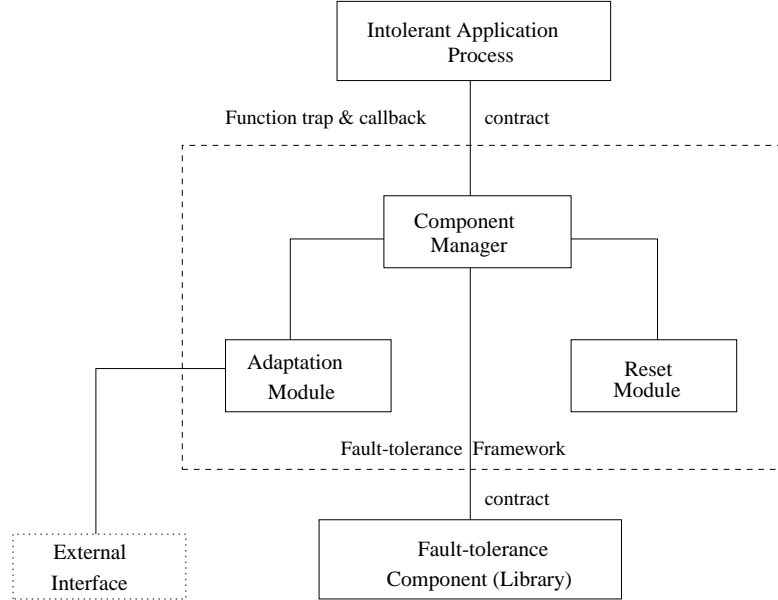 Intolerant Application
Process
Function trap & callback contract
Component
Manager
Adaptation
Module
Reset
Module
Fault-tolerance Framework
contract
External
Interface
Fault-tolerance
Component (Library)